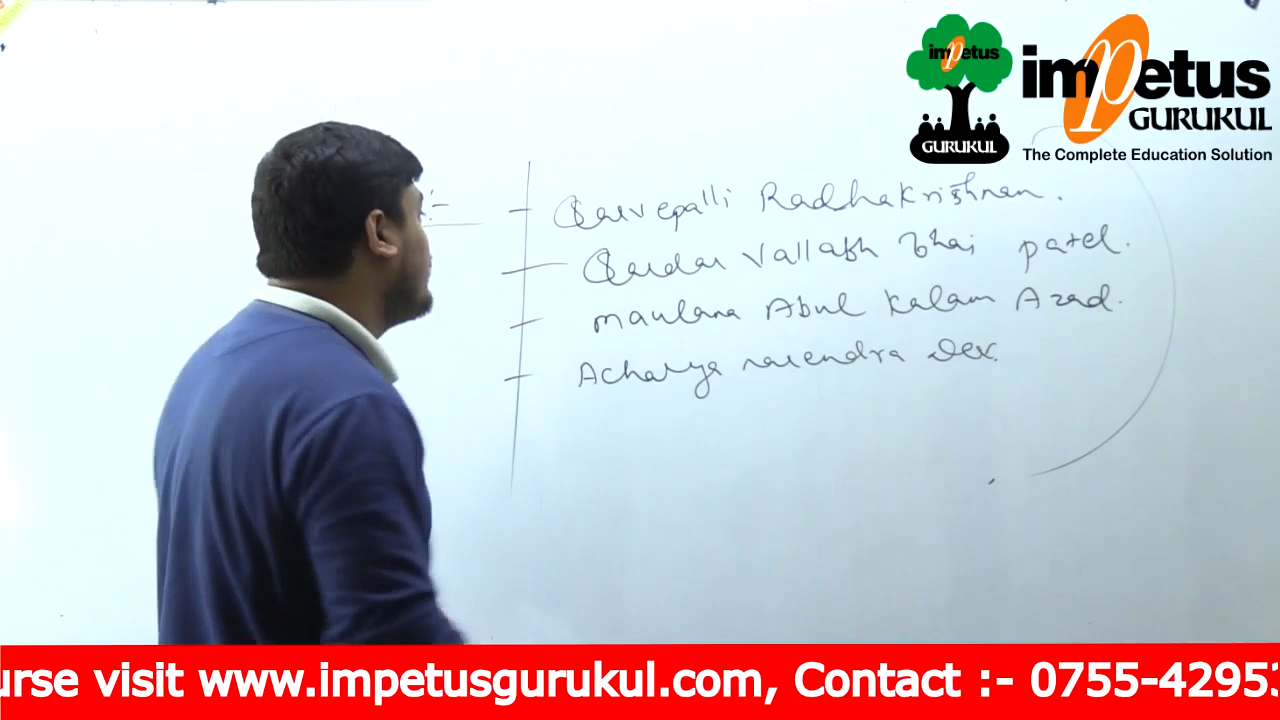 impetus
GURUKUL
impetus
GURUKUL
The Complete Education Solution
:-
- Sarvepalli Radhakrishnan.
- Sardar Vallabh bhai patel.
- maulana Abul Kalam Azad.
- Acharya narendra Dev.
urse visit www.impetusgurukul.com, Contact :- 0755-4295